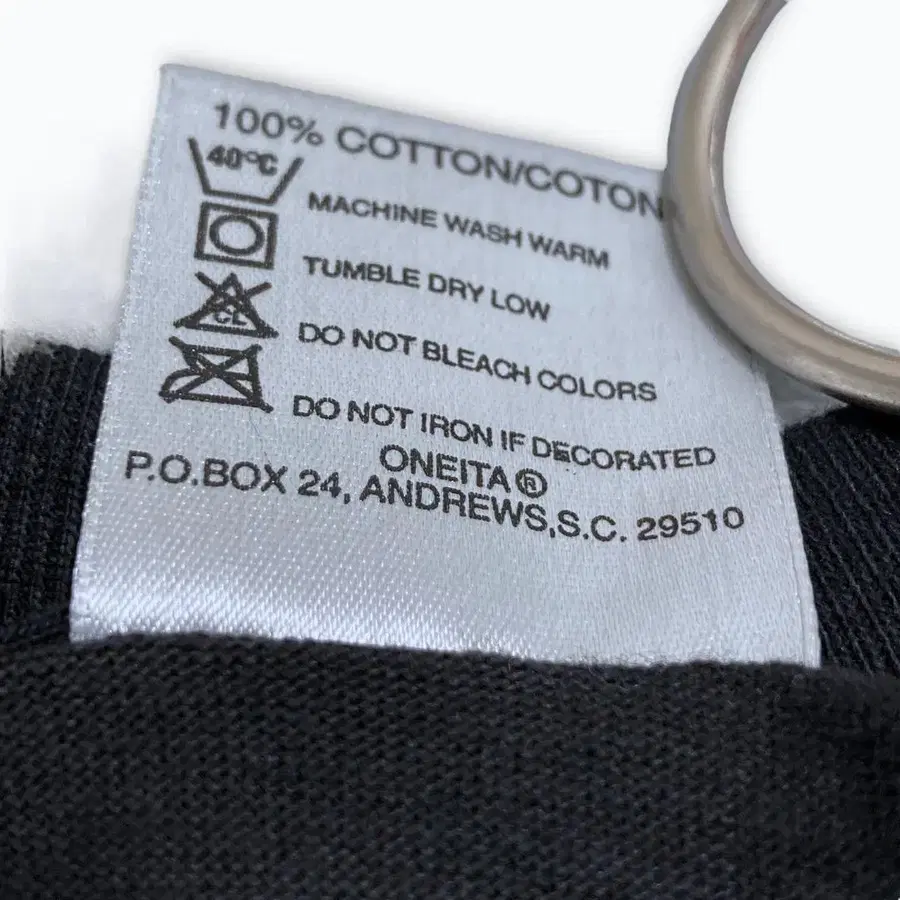 100% COTTON/COTON
40°C
MACHINE WASH WARM
TUMBLE DRY LOW
CL
DO NOT BLEACH COLORS
DO NOT IRON IF DECORATED
ONEITA®
P.O.BOX 24, ANDREWS,S.C. 29510